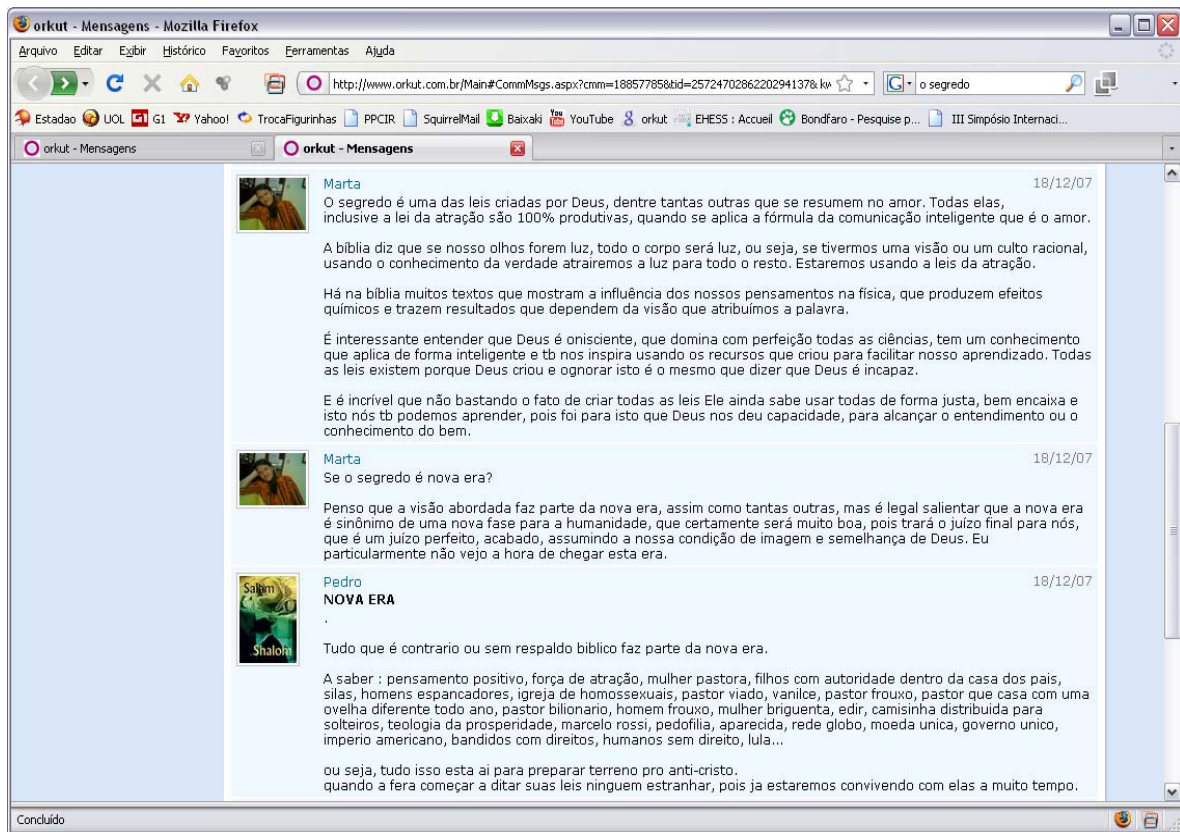 orkut - Mensagens - Mozilla Firefox
Arquivo Editar Exibir Histórico Favoritos Ferramentas Ajuda
http://www.orkut.com.br/Main#CommMsgs.aspx?cmm=18857785&tid=2572470286220294137&kw
o segredo
Estadao UOL G1 Yahoo! TrocaFigurinhas PPCIR SquirrelMail Baixaki YouTube orkut EHESS : Accueil Bondfaro - Pesquise p... III Simpósio Internaci...
orkut - Mensagens orkut - Mensagens
Marta 18/12/07
O segredo é uma das leis criadas por Deus, dentre tantas outras que se resumem no amor. Todas elas,
inclusive a lei da atração são 100% produtivas, quando se aplica a fórmula da comunicação inteligente que é o amor.
A bíblia diz que se nosso olhos forem luz, todo o corpo será luz, ou seja, se tivermos uma visão ou um culto racional,
usando o conhecimento da verdade atrairemos a luz para todo o resto. Estaremos usando a leis da atração.
Há na bíblia muitos textos que mostram a influência dos nossos pensamentos na física, que produzem efeitos
químicos e trazem resultados que dependem da visão que atribuímos a palavra.
É interessante entender que Deus é onisciente, que domina com perfeição todas as ciências, tem um conhecimento
que aplica de forma inteligente e tb nos inspira usando os recursos que criou para facilitar nosso aprendizado. Todas
as leis existem porque Deus criou e ognorar isto é o mesmo que dizer que Deus é incapaz.
E é incrível que não bastando o fato de criar todas as leis Ele ainda sabe usar todas de forma justa, bem encaixa e
isto nós tb podemos aprender, pois foi para isto que Deus nos deu capacidade, para alcançar o entendimento ou o
conhecimento do bem.
Marta 18/12/07
Se o segredo é nova era?
Penso que a visão abordada faz parte da nova era, assim como tantas outras, mas é legal salientar que a nova era
é sinônimo de uma nova fase para a humanidade, que certamente será muito boa, pois trará o juízo final para nós,
que é um juízo perfeito, acabado, assumindo a nossa condição de imagem e semelhança de Deus. Eu
particularmente não vejo a hora de chegar esta era.
Salom
Shalom
Pedro 18/12/07
NOVA ERA
.
Tudo que é contrario ou sem respaldo biblico faz parte da nova era.
A saber : pensamento positivo, força de atração, mulher pastora, filhos com autoridade dentro da casa dos pais,
silas, homens espancadores, igreja de homossexuais, pastor viado, vanilce, pastor frouxo, pastor que casa com uma
ovelha diferente todo ano, pastor bilionario, homem frouxo, mulher briguenta, edir, camisinha distribuida para
solteiros, teologia da prosperidade, marcelo rossi, pedofilia, aparecida, rede globo, moeda unica, governo unico,
imperio americano, bandidos com direitos, humanos sem direito, lula...
ou seja, tudo isso esta ai para preparar terreno pro anti-cristo.
quando a fera começar a ditar suas leis ninguem estranhar, pois ja estaremos convivendo com elas a muito tempo.
Concluído